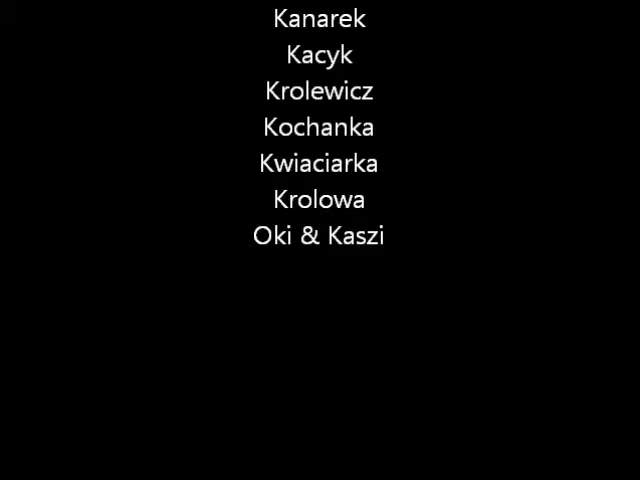 Kanarek
Kacyk
Krolewicz
Kochanka
Kwiaciarka
Krolowa
Oki & Kaszi